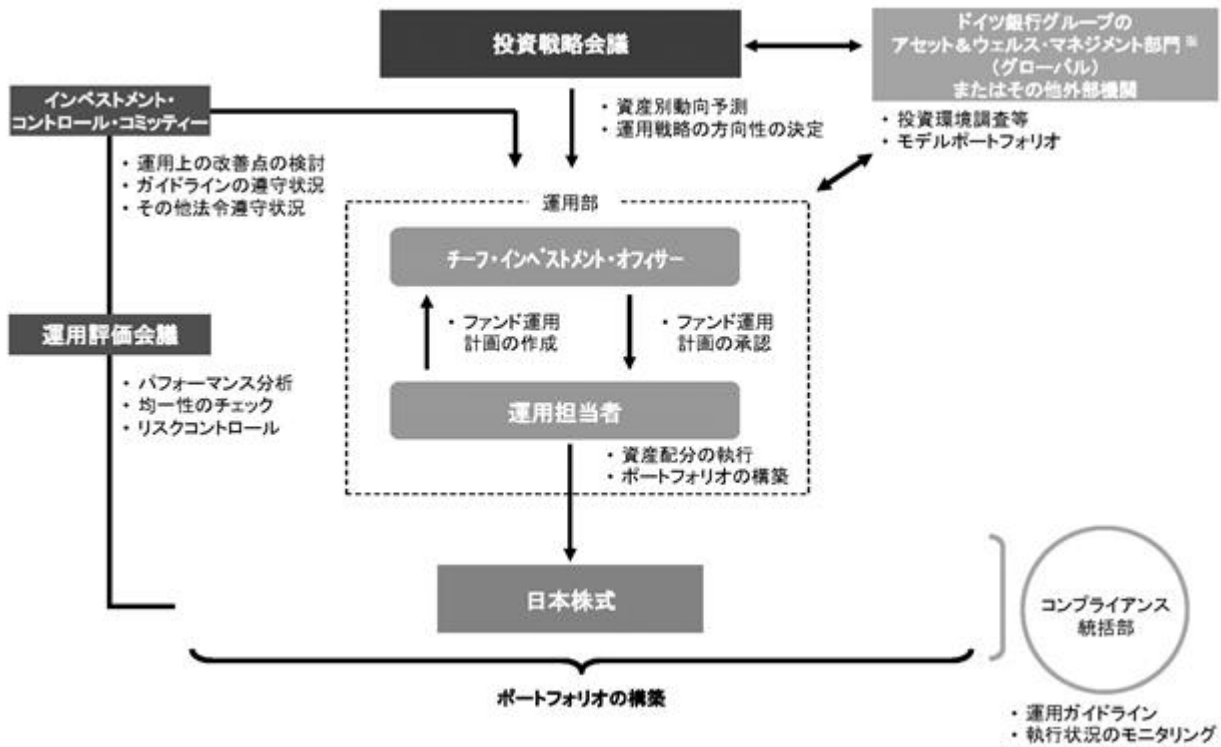 投資戦略会議
ドイツ銀行グループの
アセット＆ウェルス・マネジメント部門
(グローバル)
またはその他外部機関
・ 投資環境調査等
・ モデルポートフォリオ
・ 資産別動向予測
・ 運用戦略の方向性の決定
インベストメント・
コントロール・コミッティー
・ 運用上の改善点の検討
・ ガイドラインの遵守状況
・ その他法令遵守状況
運用部
チーフ・インベストメント・オフィサー
・ ファンド運用
計画の作成
・ ファンド運用
計画の承認
運用担当者
・ 資産配分の執行
・ ポートフォリオの構築
運用評価会議
・ パフォーマンス分析
・ 均一性のチェック
・ リスクコントロール
日本株式
ポートフォリオの構築
コンプライアンス
統括部
・ 運用ガイドライン
・ 執行状況のモニタリング